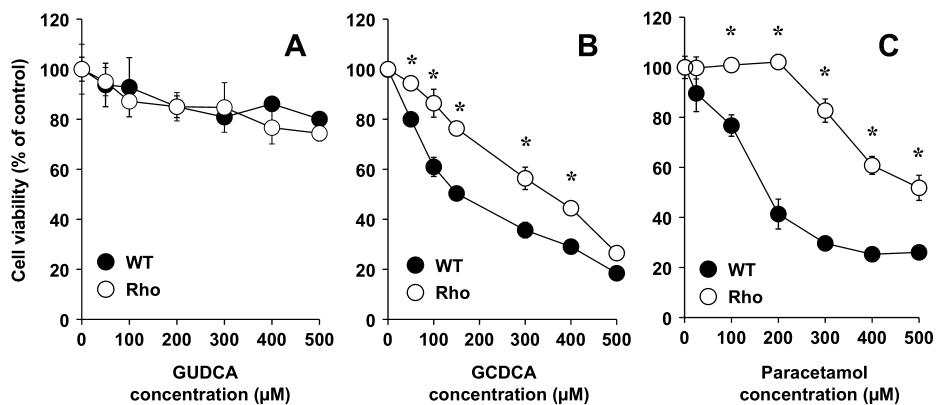 A
B
C
Cell viability (% of control)
120
100
80
60
40
20
0
WT
Rho
0 100 200 300 400 500
GUDCA
concentration (µM)
120
100
80
60
40
20
0
* * * * *
WT
Rho
0 100 200 300 400 500
GCDCA
concentration (µM)
120
100
80
60
40
20
0
* * * * *
WT
Rho
0 100 200 300 400 500
Paracetamol
concentration (µM)